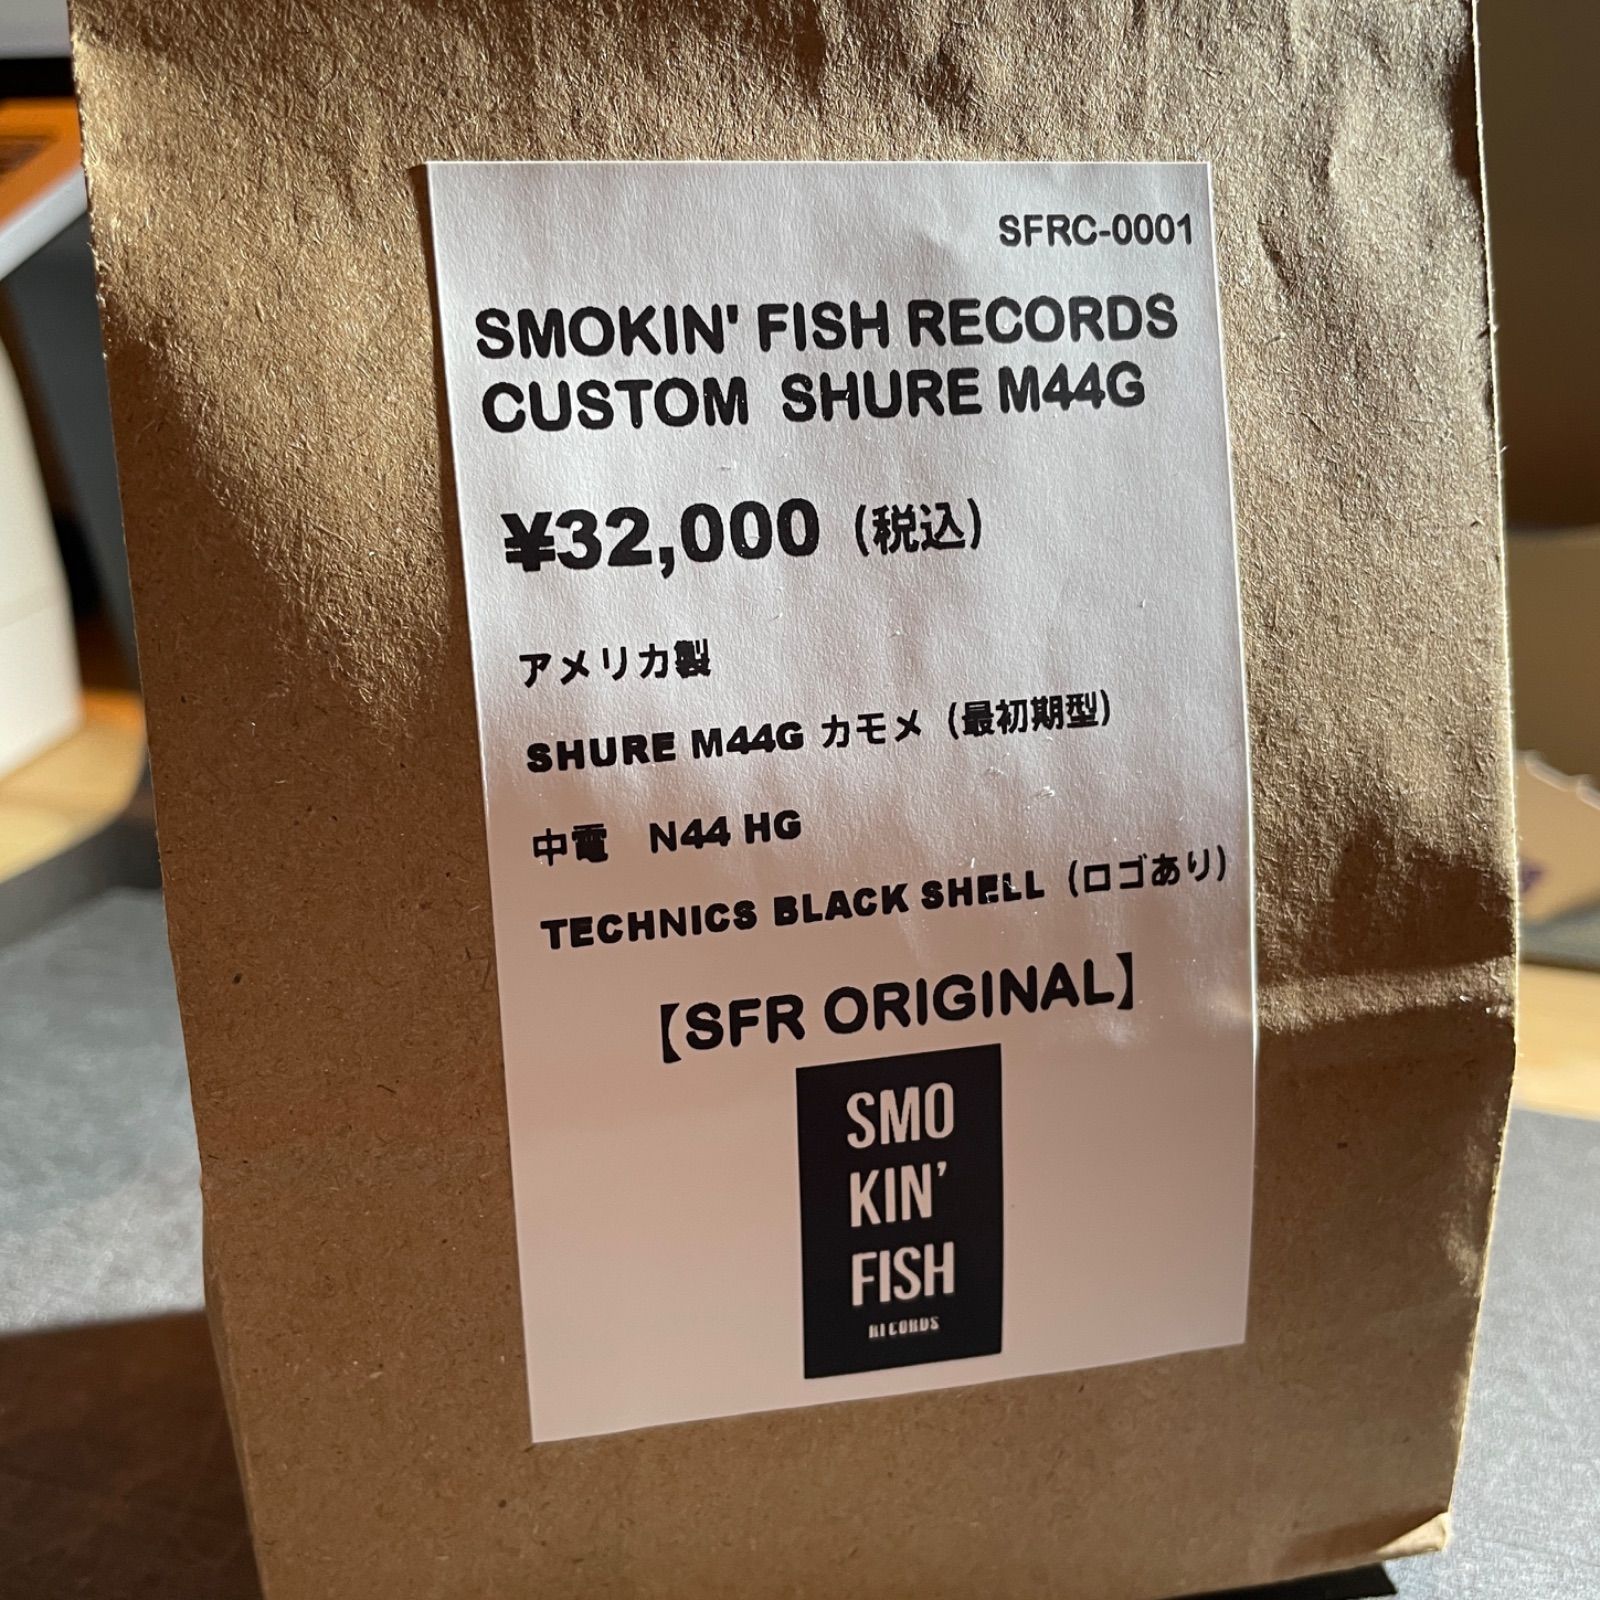 SFRC-0001
SMOKIN' FISH RECORDS
CUSTOM SHURE M44G
¥32,000 (税込)
アメリカ製
SHURE M44G カモメ (最初期型)
中電 N44 HG
TECHNICS BLACK SHELL (ロゴあり)
【SFR ORIGINAL】
SMO
KIN'
FISH
RECORDS